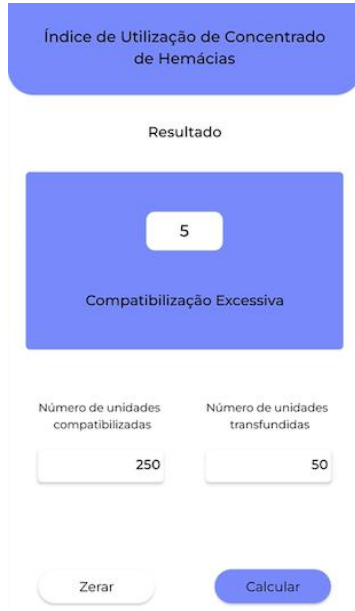 Índice de Utilização de Concentrado
de Hemácias
Resultado
5
Compatibilização Excessiva
Número de unidades
compatibilizadas
Número de unidades
transfundidas
250
50
Zerar
Calcular